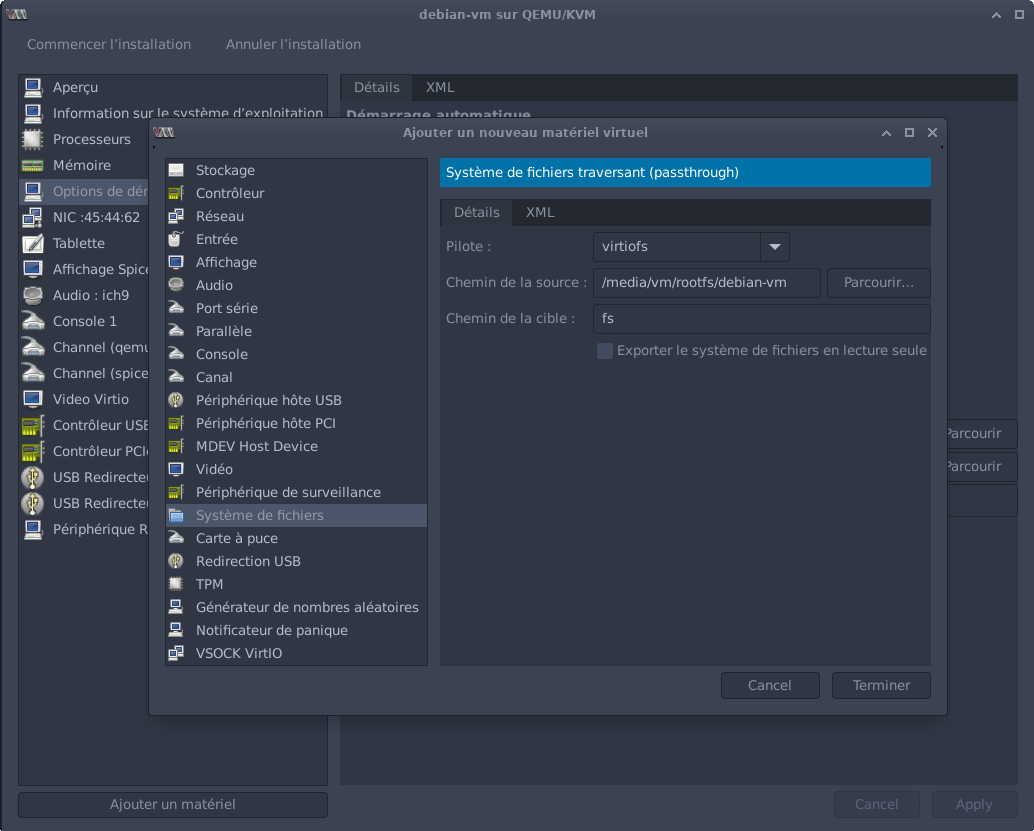 debian-vm sur QEMU/KVM
Commencer l’installation
Annuler l’installation
Aperçu
Information sur le système d’exploitation
Processeurs
Mémoire
Options de dér
NIC :45:44:62
Tablette
Affichage Spice
Audio : ich9
Console 1
Channel (qemu
Channel (spice
Video Virtio
Contrôleur USB
Contrôleur PCIe
USB Redirecteu
USB Redirecteu
Périphérique R
Ajouter un matériel
Détails
XML
Démarrage automatique
Parcourir
Parcourir
Cancel
Apply
Ajouter un nouveau matériel virtuel
Stockage
Contrôleur
Réseau
Entrée
Affichage
Audio
Port série
Parallèle
Console
Canal
Périphérique hôte USB
Périphérique hôte PCI
MDEV Host Device
Vidéo
Périphérique de surveillance
Système de fichiers
Carte à puce
Redirection USB
TPM
Générateur de nombres aléatoires
Notificateur de panique
VSOCK VirtIO
Système de fichiers traversant (passthrough)
Détails
XML
Pilote :
virtiofs
Chemin de la source :
/media/vm/rootfs/debian-vm
Parcourir...
Chemin de la cible :
fs
Exporter le système de fichiers en lecture seule
Cancel
Terminer